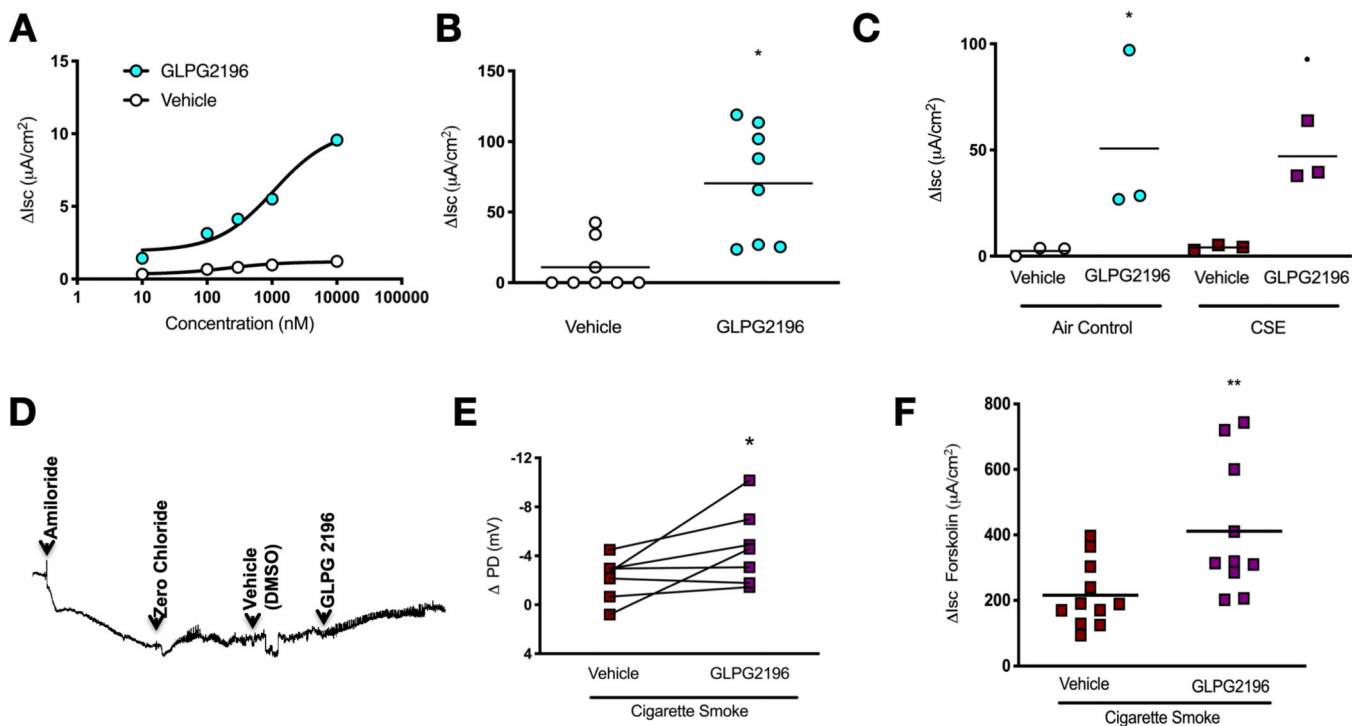 A
ΔIsc (µA/cm²)
15
10
5
0
1
10
100
1000
10000
100000
Concentration (nM)
GLPG2196
Vehicle
B
*
ΔIsc (µA/cm²)
150
100
50
0
Vehicle
GLPG2196
C
*
•
ΔIsc (µA/cm²)
100
50
0
Vehicle
GLPG2196
Vehicle
GLPG2196
Air Control
CSE
D
Amiloride
Zero Chloride
Vehicle
(DMSO)
GLPG 2196
E
*
Δ PD (mV)
-12
-8
-4
0
4
Vehicle
GLPG2196
Cigarette Smoke
F
**
ΔIsc Forskolin (µA/cm²)
800
600
400
200
0
Vehicle
GLPG2196
Cigarette Smoke